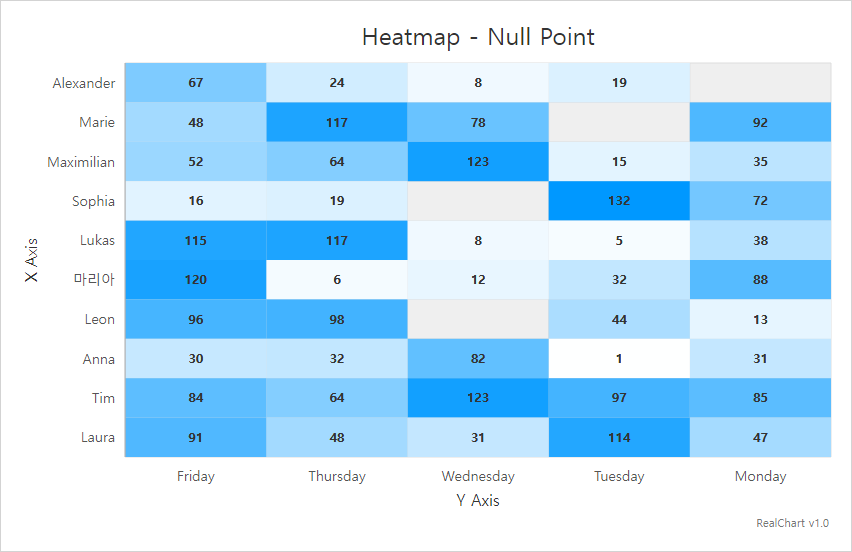 Heatmap - Null Point
Alexander 67 24 8 19
Marie 48 117 78 92
Maximilian 52 64 123 15 35
Sophia 16 19 132 72
Lukas 115 117 8 5 38
마리아 120 6 12 32 88
Leon 96 98 44 13
Anna 30 32 82 1 31
Tim 84 64 123 97 85
Laura 91 48 31 114 47
X Axis
Friday Thursday Wednesday Tuesday Monday
Y Axis
RealChart v1.0